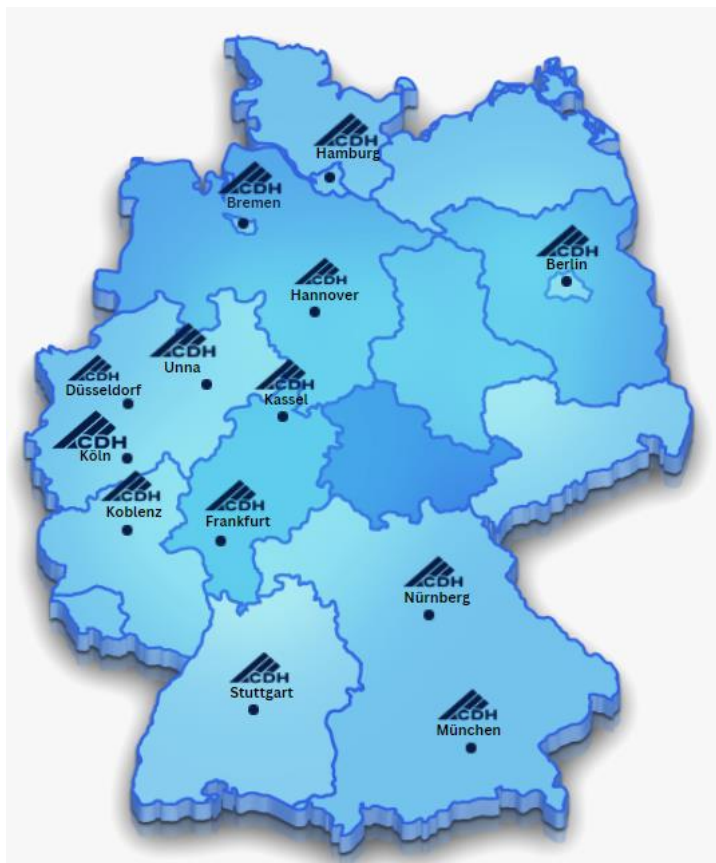 CDH
Hamburg
CDH
Bremen
CDH
Berlin
CDH
Hannover
CDH
Unna
CDH
Düsseldorf
CDH
Kassel
CDH
Köln
CDH
Koblenz
CDH
Frankfurt
CDH
Nürnberg
CDH
Stuttgart
CDH
München